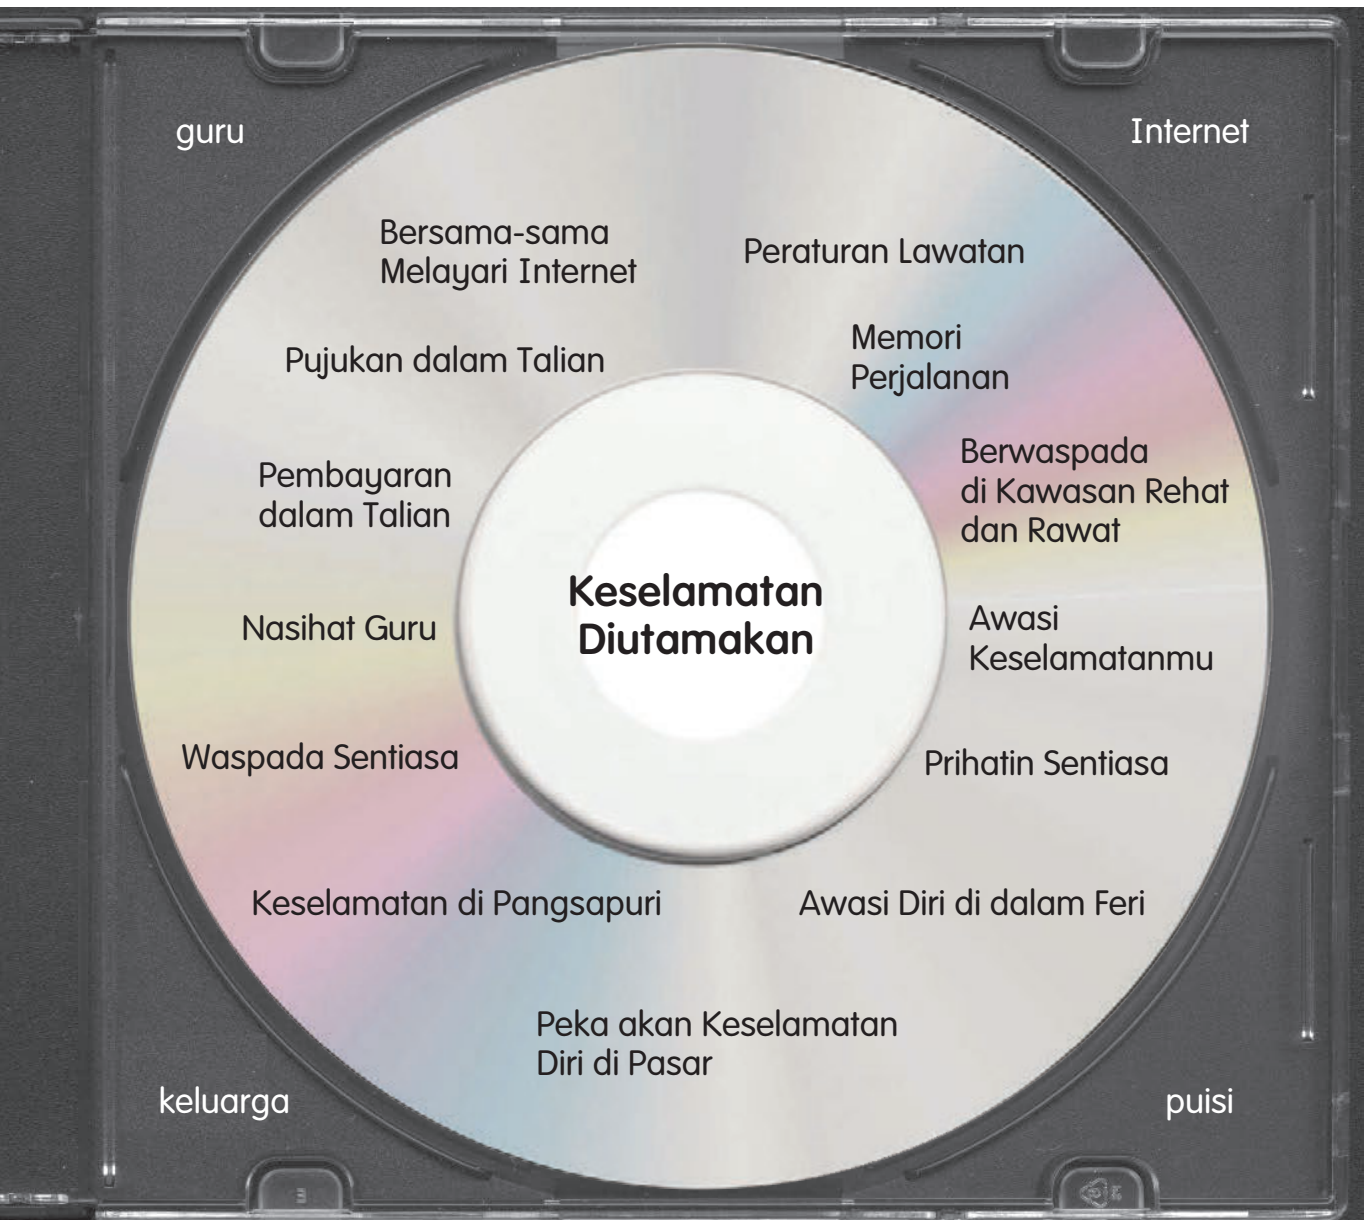 guru
Internet
Bersama-sama
Melayari Internet
Peraturan Lawatan
Pujukan dalam Talian
Memori
Perjalanan
Pembayaran
dalam Talian
Berwaspada
di Kawasan Rehat
dan Rawat
Keselamatan
Diutamakan
Nasihat Guru
Awasi
Keselamatanmu
Waspada Sentiasa
Prihatin Sentiasa
Keselamatan di Pangsapuri
Awasi Diri di dalam Feri
Peka akan Keselamatan
Diri di Pasar
keluarga
puisi